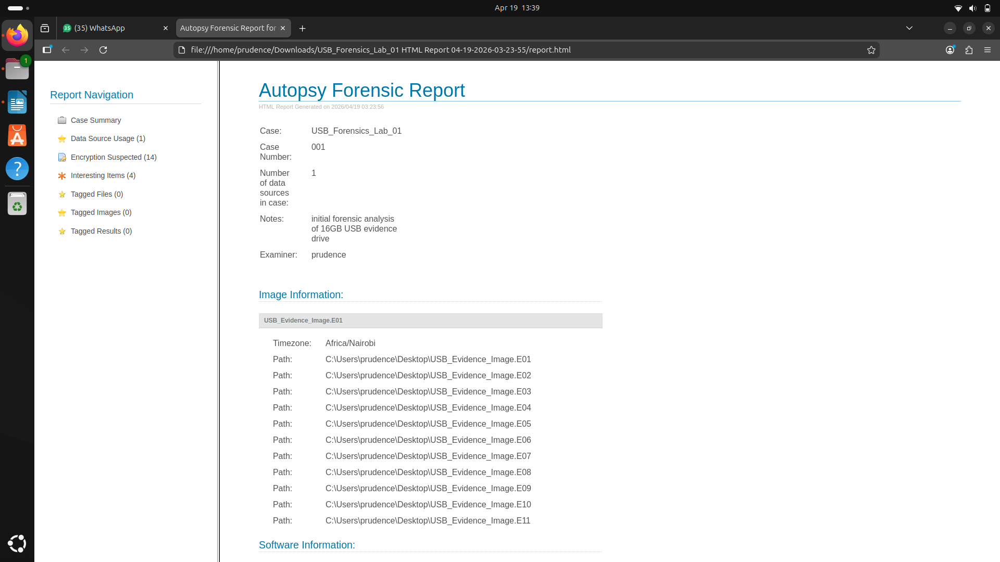 Apr 19 13:39
(35) WhatsApp
Autopsy Forensic Report for
file:///home/prudence/Downloads/USB_Forensics_Lab_01 HTML Report 04-19-2026-03-23-55/report.html
1
35
Report Navigation
Case Summary
Data Source Usage (1)
Encryption Suspected (14)
Interesting Items (4)
Tagged Files (0)
Tagged Images (0)
Tagged Results (0)
Autopsy Forensic Report
HTML Report Generated on 2026/04/19 03:23:56
Case: USB_Forensics_Lab_01
Case 001
Number:
Number 1
of data
sources
in case:
Notes: initial forensic analysis
of 16GB USB evidence
drive
Examiner: prudence
Image Information:
USB_Evidence_Image.E01
Timezone: Africa/Nairobi
Path: C:\Users\prudence\Desktop\USB_Evidence_Image.E01
Path: C:\Users\prudence\Desktop\USB_Evidence_Image.E02
Path: C:\Users\prudence\Desktop\USB_Evidence_Image.E03
Path: C:\Users\prudence\Desktop\USB_Evidence_Image.E04
Path: C:\Users\prudence\Desktop\USB_Evidence_Image.E05
Path: C:\Users\prudence\Desktop\USB_Evidence_Image.E06
Path: C:\Users\prudence\Desktop\USB_Evidence_Image.E07
Path: C:\Users\prudence\Desktop\USB_Evidence_Image.E08
Path: C:\Users\prudence\Desktop\USB_Evidence_Image.E09
Path: C:\Users\prudence\Desktop\USB_Evidence_Image.E10
Path: C:\Users\prudence\Desktop\USB_Evidence_Image.E11
Software Information: